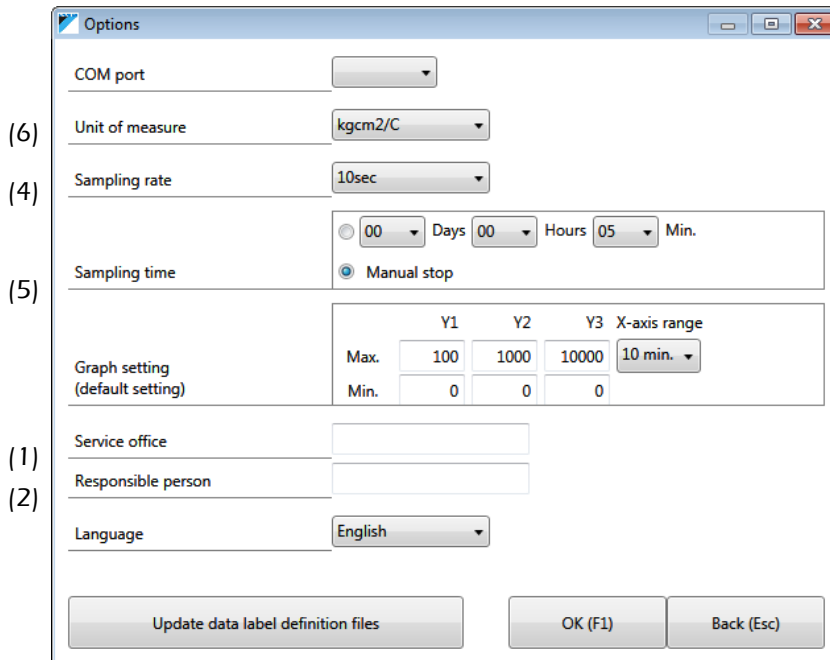 Options
COM port
(6) Unit of measure kgcm2/C
(4) Sampling rate 10sec
00 Days 00 Hours 05 Min.
(5) Sampling time Manual stop
Y1 Y2 Y3 X-axis range
Max. 100 1000 10000 10 min.
Graph setting
(default setting)
Min. 0 0 0
(1) Service office
(2) Responsible person
Language English
Update data label definition files OK (F1) Back (Esc)